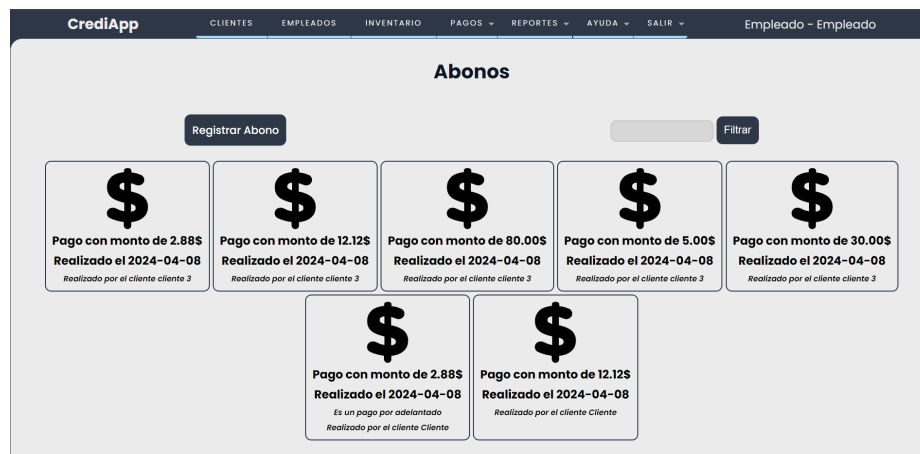 CrediApp CLIENTES EMPLEADOS INVENTARIO PAGOS REPORTES AYUDA SALIR Empleado - Empleado
Abonos
Registrar Abono Filtrar
Pago con monto de 2.88$
Realizado el 2024-04-08
Realizado por el cliente cliente 3
Pago con monto de 12.12$
Realizado el 2024-04-08
Realizado por el cliente cliente 3
Pago con monto de 80.00$
Realizado el 2024-04-08
Realizado por el cliente cliente 3
Pago con monto de 5.00$
Realizado el 2024-04-08
Realizado por el cliente cliente 3
Pago con monto de 30.00$
Realizado el 2024-04-08
Realizado por el cliente cliente 3
Pago con monto de 2.88$
Realizado el 2024-04-08
Es un pago por adelantado
Realizado por el cliente Cliente
Pago con monto de 12.12$
Realizado el 2024-04-08
Realizado por el cliente Cliente